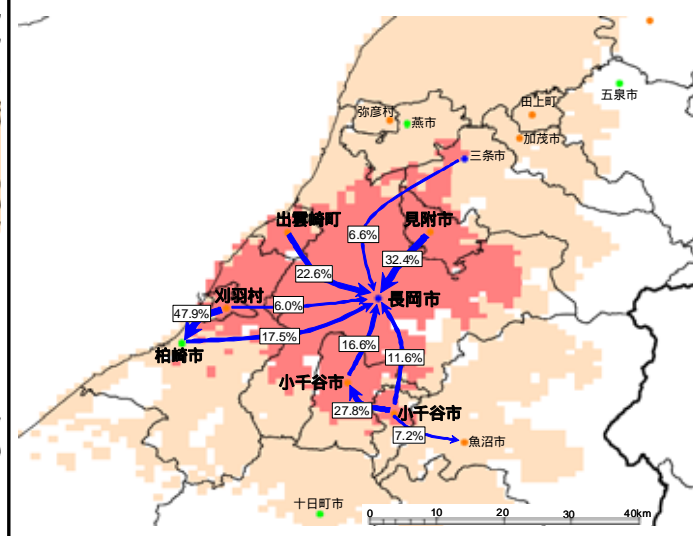 五泉市
田上町
弥彦村
燕市
加茂市
三条市
出雲崎町
見附市
6.6%
32.4%
22.6%
刈羽村
長岡市
6.0%
47.9%
17.5%
16.6%
柏崎市
11.6%
小千谷市
27.8%
小千谷市
7.2%
魚沼市
十日町市
0 10 20 30 40km